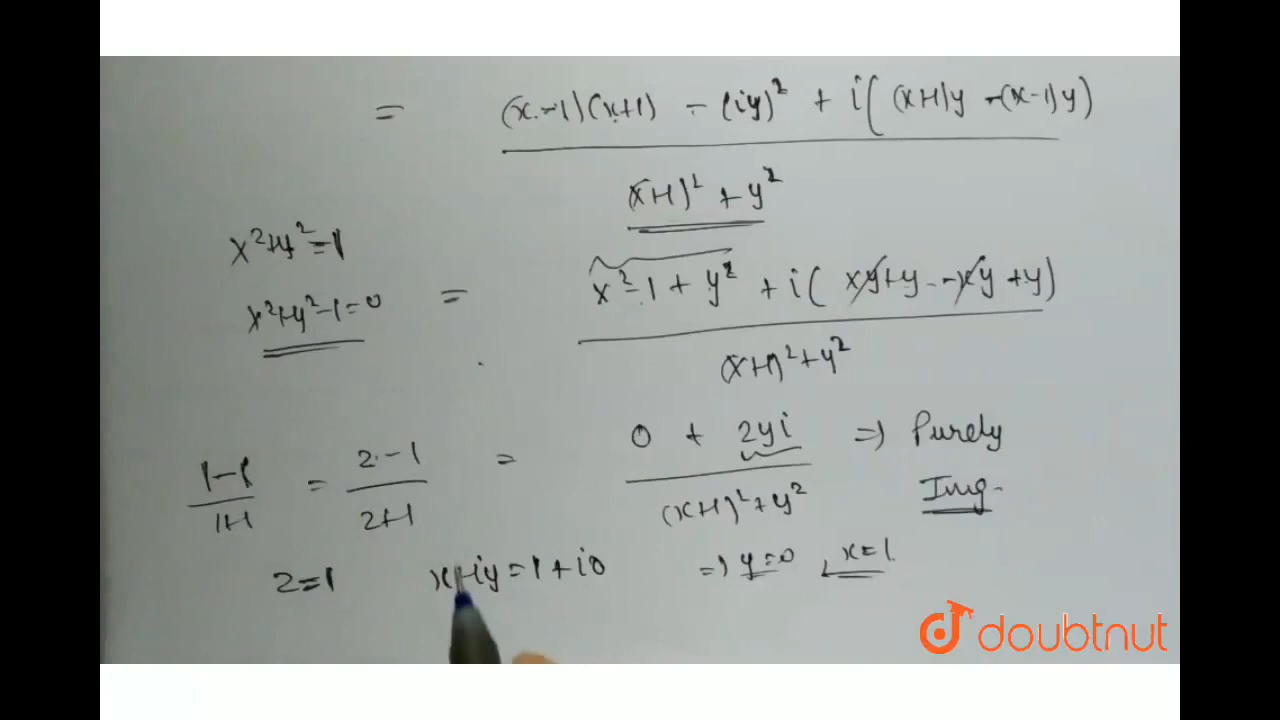 = (x-1)(x+1) - (iy)² + i((x+1)y - (x-1)y)
(x+1)² + y²
x²+y²=1
x²+y²-1=0
= x²-1+y² + i(xy+y-xy+y)
(x+1)²+y²
1-1/1+1 = z-1/z+1 = 0 + 2yi/(x+1)²+y² => Purely
Img.
z=1 x+iy=1+i0 => y=0, x=1.
doubtnut